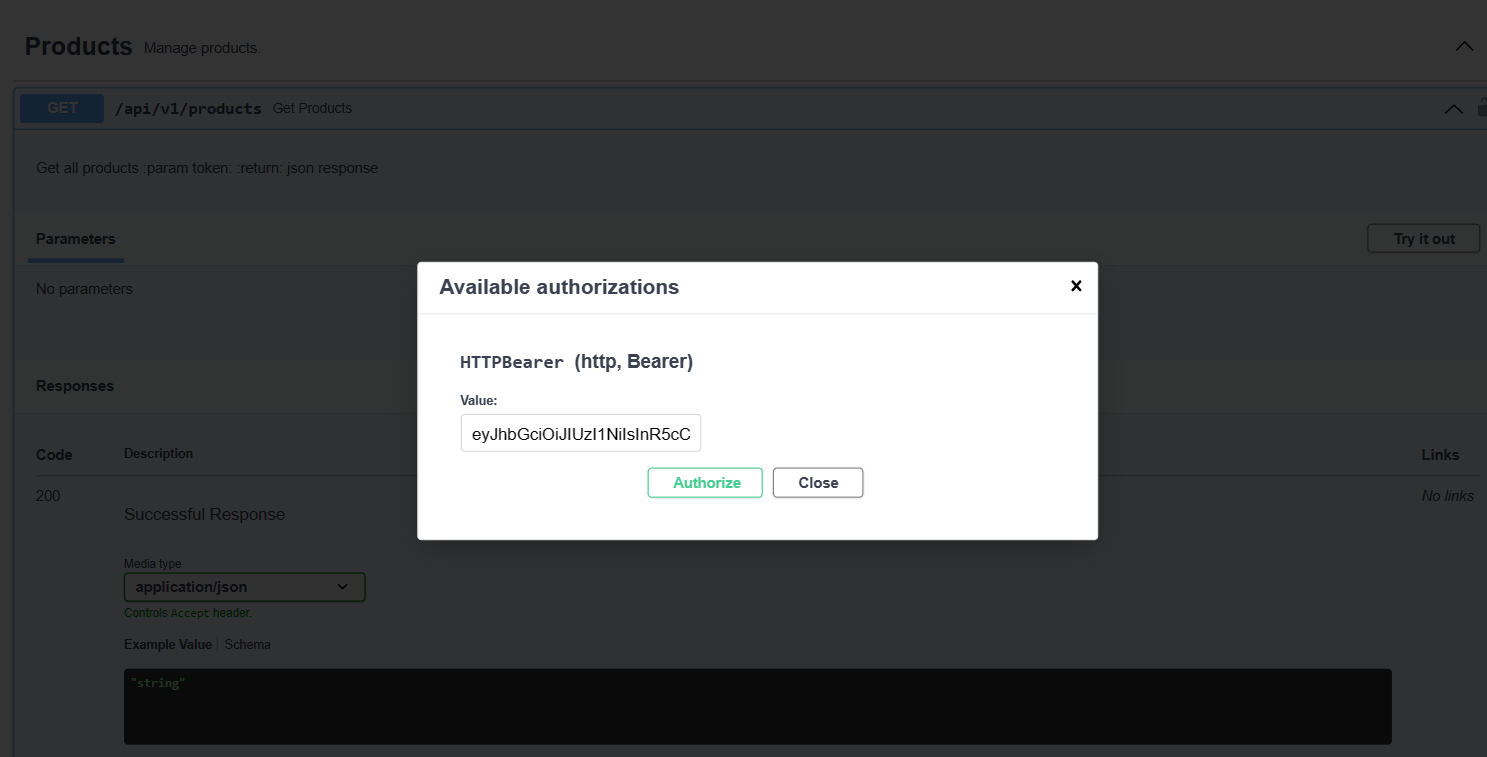 Products Manage products.
GET /api/v1/products Get Products
Get all products :param token: :return: json response
Parameters
Try it out
No parameters
Available authorizations
HTTPBearer (http, Bearer)
Value:
eyJhbGciOiJIUzI1NiIsInR5cC
Authorize Close
Responses
Code Description Links
200 No links
Successful Response
Media type
application/json
Controls Accept header.
Example Value Schema
"string"